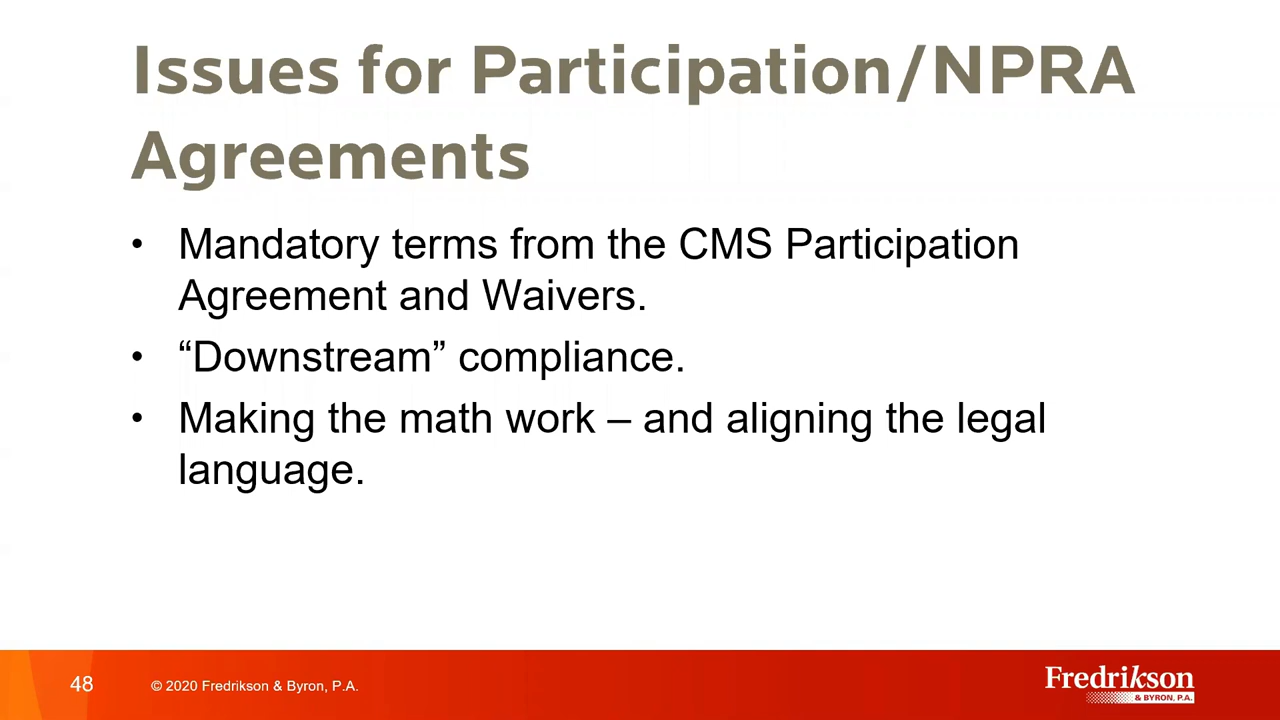 Issues for Participation/NPRA
Agreements
• Mandatory terms from the CMS Participation
Agreement and Waivers.
• “Downstream” compliance.
• Making the math work – and aligning the legal
language.
48
© 2020 Fredrikson & Byron, P.A.
Fredrikson
& BYRON, P.A.